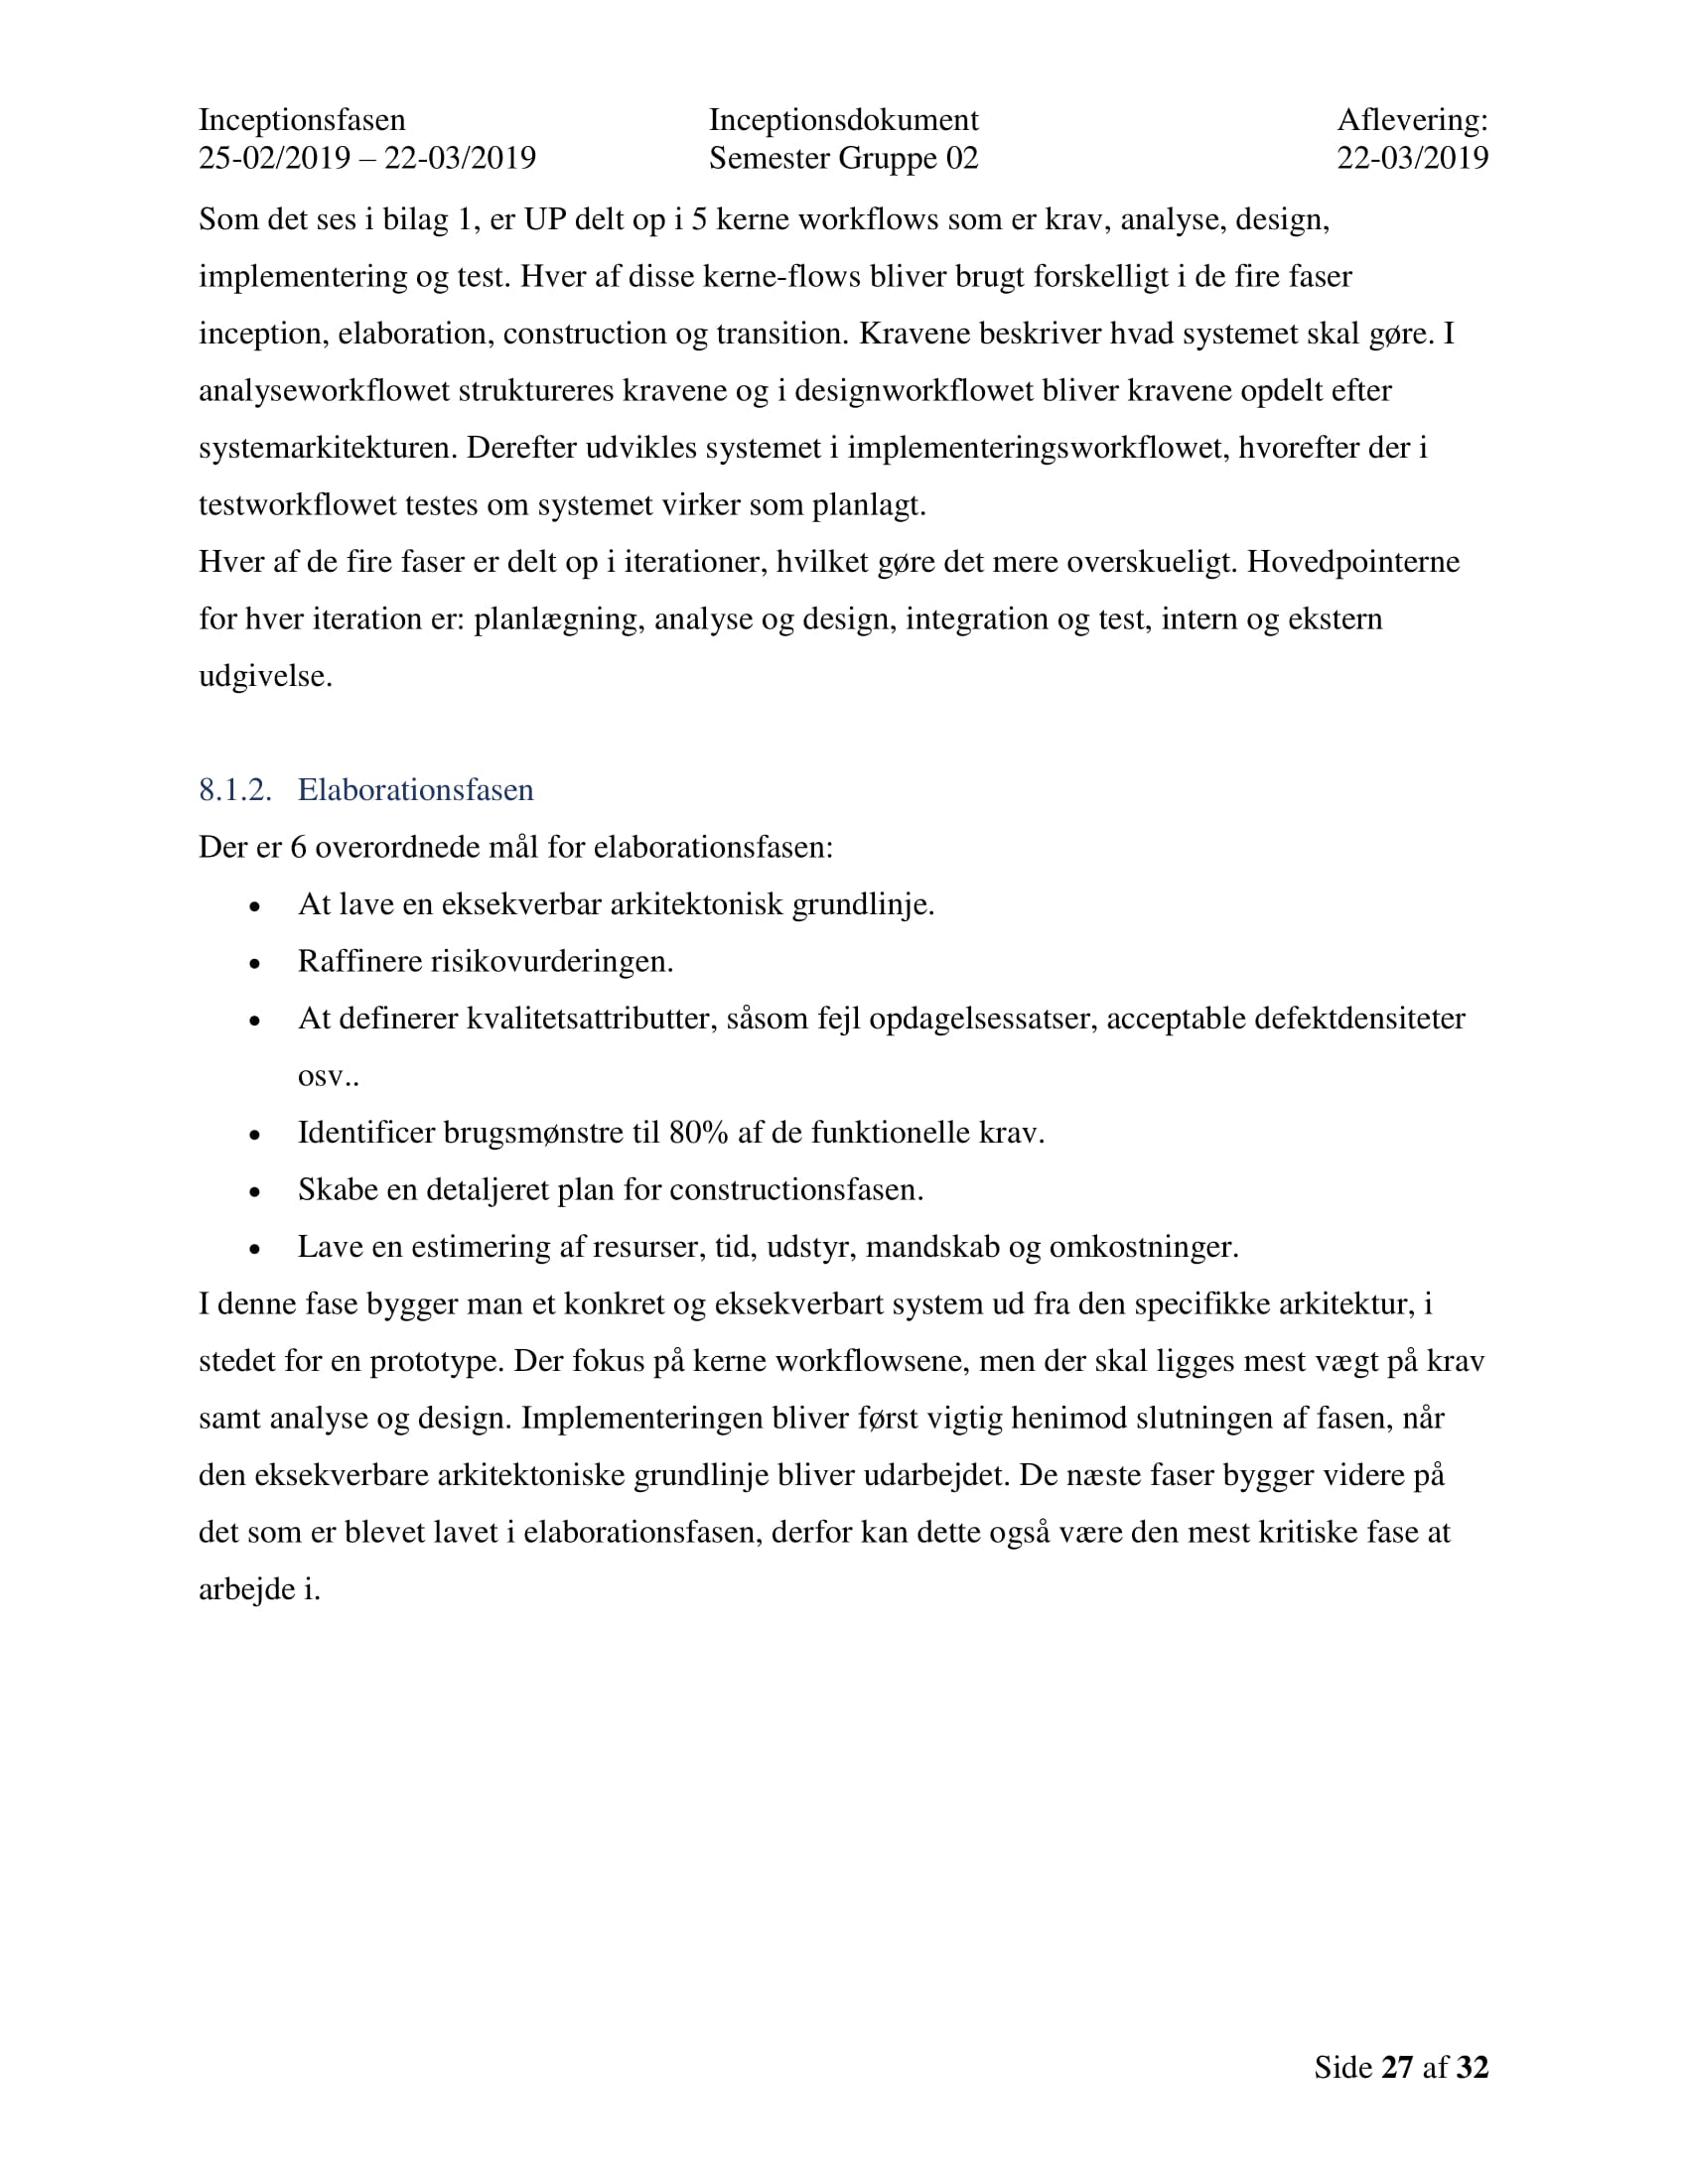 Inceptionsfasen Inceptionsdokument Aflevering:
25-02/2019 – 22-03/2019 Semester Gruppe 02 22-03/2019
Som det ses i bilag 1, er UP delt op i 5 kerne workflows som er krav, analyse, design,
implementering og test. Hver af disse kerne-flows bliver brugt forskelligt i de fire faser
inception, elaboration, construction og transition. Kravene beskriver hvad systemet skal gøre. I
analyseworkflowet struktureres kravene og i designworkflowet bliver kravene opdelt efter
systemarkitekturen. Derefter udvikles systemet i implementeringsworkflowet, hvorefter der i
testworkflowet testes om systemet virker som planlagt.
Hver af de fire faser er delt op i iterationer, hvilket gøre det mere overskueligt. Hovedpointerne
for hver iteration er: planlægning, analyse og design, integration og test, intern og ekstern
udgivelse.
8.1.2. Elaborationsfasen
Der er 6 overordnede mål for elaborationsfasen:
• At lave en eksekverbar arkitektonisk grundlinje.
• Raffinere risikovurderingen.
• At definerer kvalitetsattributter, såsom fejl opdagelsessatser, acceptable defektdensiteter
osv..
• Identificer brugsmønstre til 80% af de funktionelle krav.
• Skabe en detaljeret plan for constructionsfasen.
• Lave en estimering af resurser, tid, udstyr, mandskab og omkostninger.
I denne fase bygger man et konkret og eksekverbart system ud fra den specifikke arkitektur, i
stedet for en prototype. Der fokus på kerne workflowsene, men der skal ligges mest vægt på krav
samt analyse og design. Implementeringen bliver først vigtig henimod slutningen af fasen, når
den eksekverbare arkitektoniske grundlinje bliver udarbejdet. De næste faser bygger videre på
det som er blevet lavet i elaborationsfasen, derfor kan dette også være den mest kritiske fase at
arbejde i.
Side 27 af 32